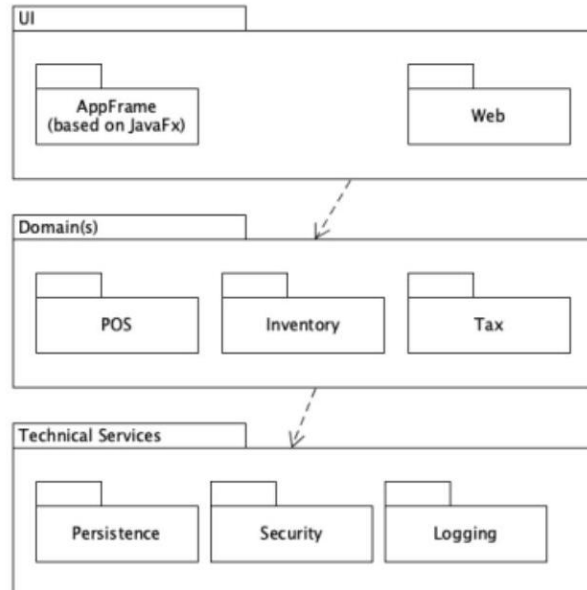 UI
AppFrame
(based on JavaFx)
Web
Domain(s)
POS
Inventory
Tax
Technical Services
Persistence
Security
Logging